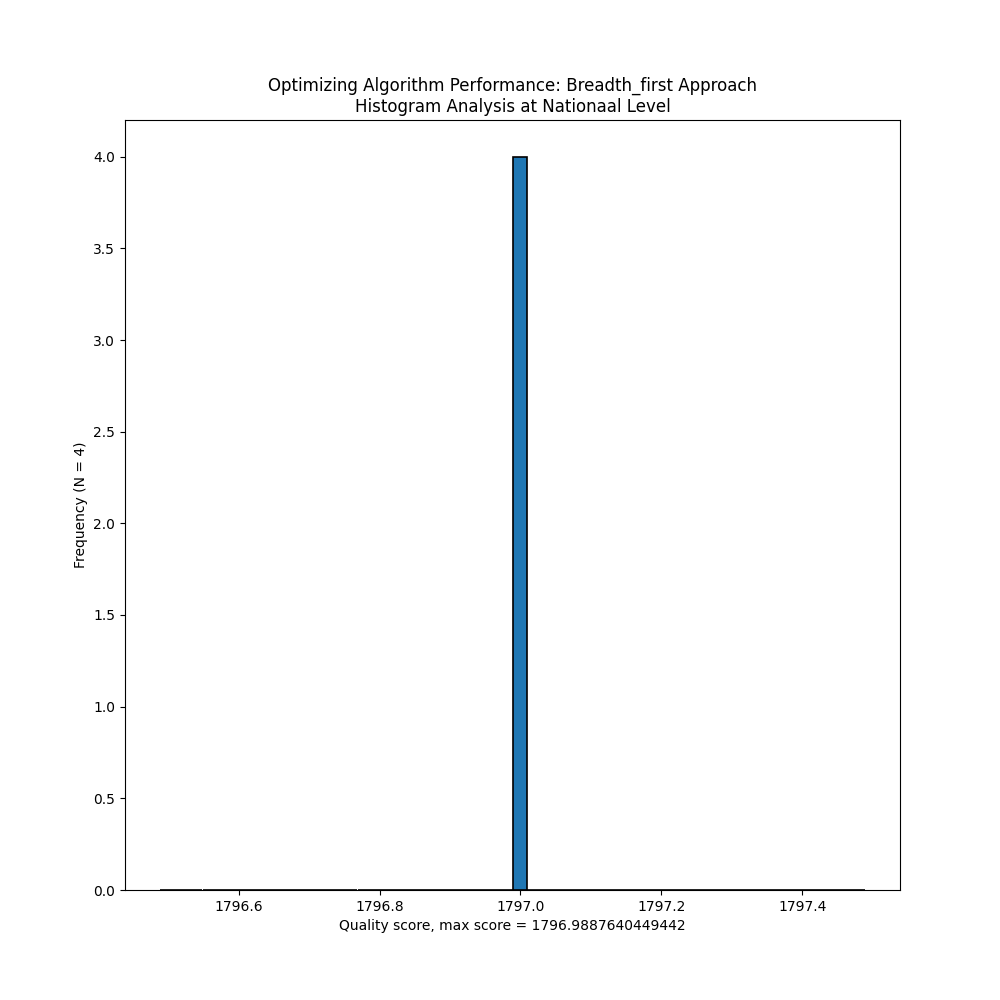 Optimizing Algorithm Performance: Breadth_first Approach
Histogram Analysis at Nationaal Level
4.0
3.5
3.0
2.5
2.0
1.5
1.0
0.5
0.0
Frequency (N = 4)
1796.6 1796.8 1797.0 1797.2 1797.4
Quality score, max score = 1796.9887640449442